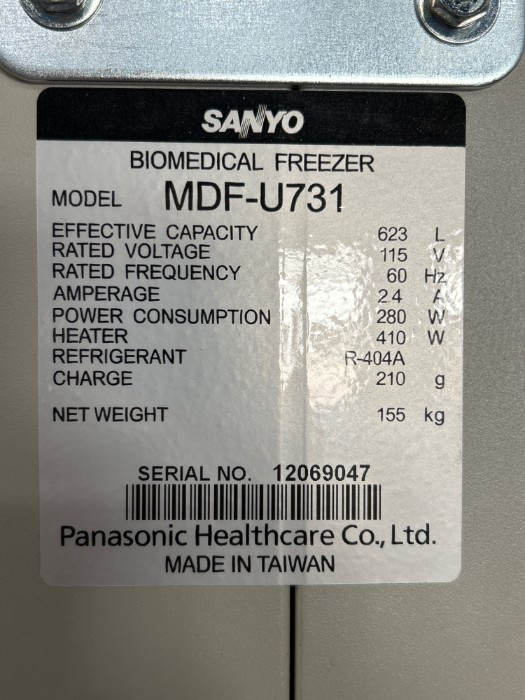 SANYO
BIOMEDICAL FREEZER
MODEL MDF-U731
EFFECTIVE CAPACITY 623 L
RATED VOLTAGE 115 V
RATED FREQUENCY 60 Hz
AMPERAGE 2.4 A
POWER CONSUMPTION 280 W
HEATER 410 W
REFRIGERANT R-404A
CHARGE 210 g
NET WEIGHT 155 kg
SERIAL NO. 12069047
Panasonic Healthcare Co., Ltd.
MADE IN TAIWAN